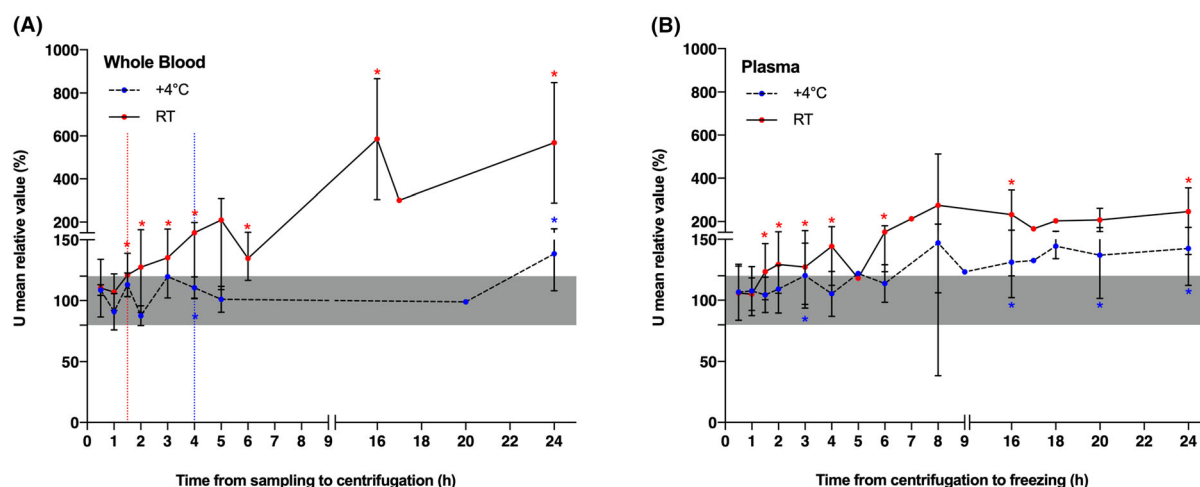 (A)
Whole Blood
+4°C
RT
U mean relative value (%)
1000
800
600
400
200
150
100
50
0
0 1 2 3 4 5 6 7 8 9 16 18 20 22 24
Time from sampling to centrifugation (h)
(B)
Plasma
+4°C
RT
U mean relative value (%)
1000
800
600
400
200
150
100
50
0
0 1 2 3 4 5 6 7 8 9 16 18 20 22 24
Time from centrifugation to freezing (h)